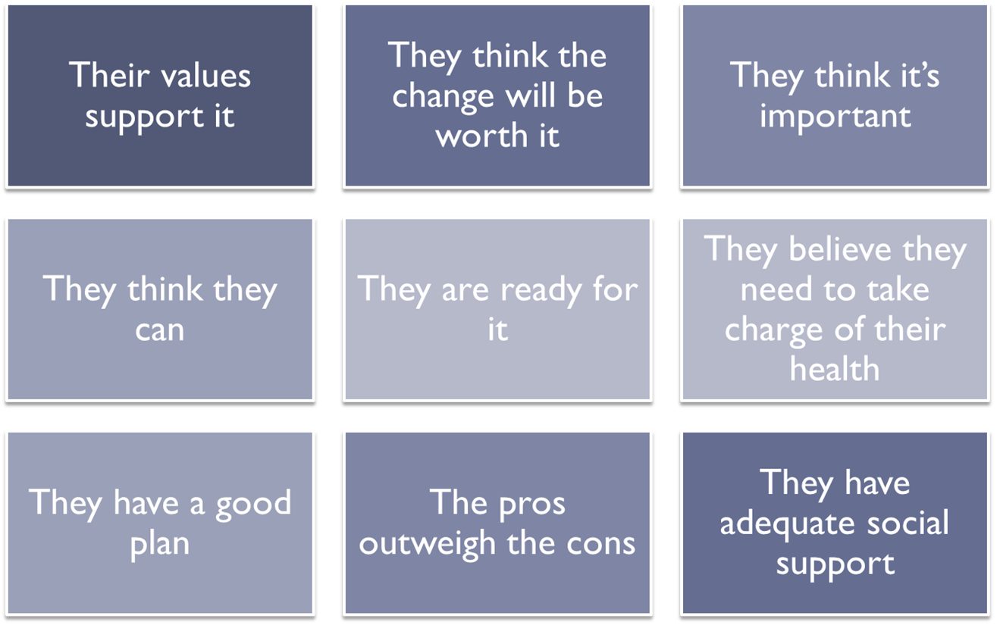 Their values
support it
They think the
change will be
worth it
They think it’s
important
They think they
can
They are ready for
it
They believe they
need to take
charge of their
health
They have a good
plan
The pros
outweigh the cons
They have
adequate social
support